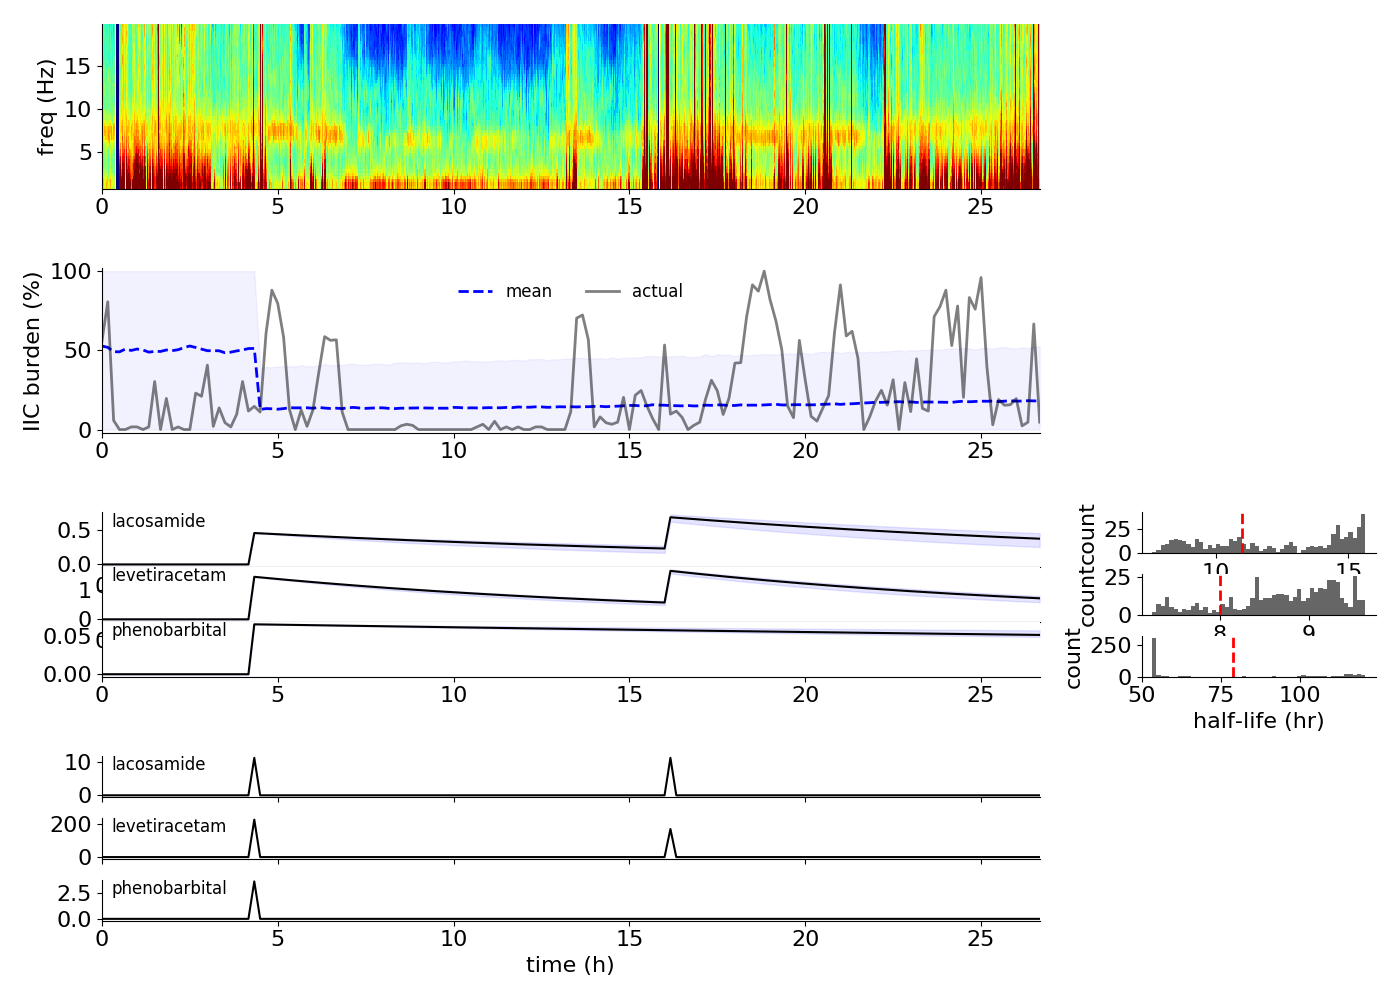 freq (Hz)
15
10
5
0 5 10 15 20 25
IIC burden (%)
100
50
0
mean actual
0 5 10 15 20 25
lacosamide
0.5
0.0
levetiracetam
1
0
phenobarbital
0.05
0.00
0 5 10 15 20 25
count
25
0
10 15
count
25
0
8 9
count
250
0
50 75 100
half-life (hr)
lacosamide
10
0
levetiracetam
200
0
phenobarbital
2.5
0.0
0 5 10 15 20 25
time (h)